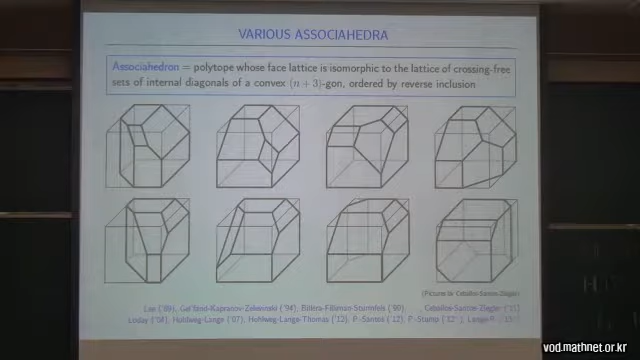 VARIOUS ASSOCIAHEDRA
Associahedron = polytope whose face lattice is isomorphic to the lattice of crossing-free
sets of internal diagonals of a convex (n + 3)-gon, ordered by reverse inclusion
(Pictures by Ceballos-Santos-Ziegler)
Lee ('89), Gel'fand-Kapranov-Zelevinski ('94), Billera-Filliman-Sturmfels ('90) Ceballos-Santos-Ziegler ('11)
Loday ('04), Hohlweg-Lange ('07), Hohlweg-Lange-Thomas ('12), P.-Santos ('12), P.-Stump
vod.mathnet.or.kr